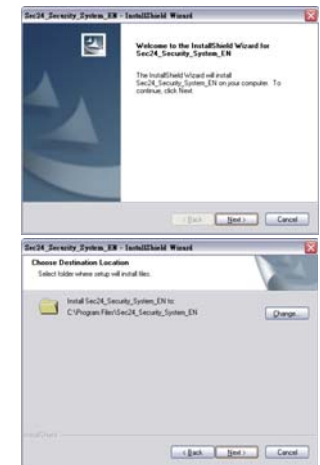 Sec24_Security_System_EN - InstallShield Wizard
Welcome to the InstallShield Wizard for
Sec24_Security_System_EN
The InstallShield Wizard will install
Sec24_Security_System_EN on your computer. To
continue, click Next.
< Back
Next >
Cancel
Sec24_Security_System_EN - InstallShield Wizard
Choose Destination Location
Select folder where setup will install files.
Install Sec24_Security_System_EN to:
C:\Program Files\Sec24_Security_System_EN
Change...
InstallShield
< Back
Next >
Cancel